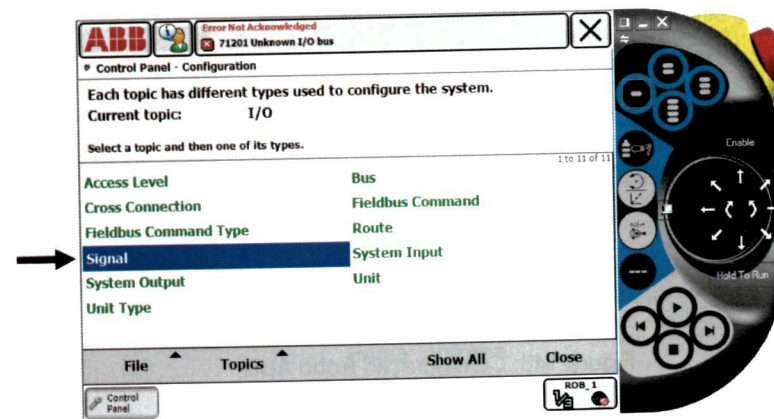 ABB
Error Not Acknowledged
71201 Unknown I/O bus
Control Panel - Configuration
Each topic has different types used to configure the system.
Current topic: I/O
Select a topic and then one of its types.
1 to 11 of 11
Access Level
Bus
Cross Connection
Fieldbus Command
Fieldbus Command Type
Route
Signal
System Input
System Output
Unit
Unit Type
File
Topics
Show All
Close
Control
Panel
ROB_1
1/3
Enable
Hold To Run